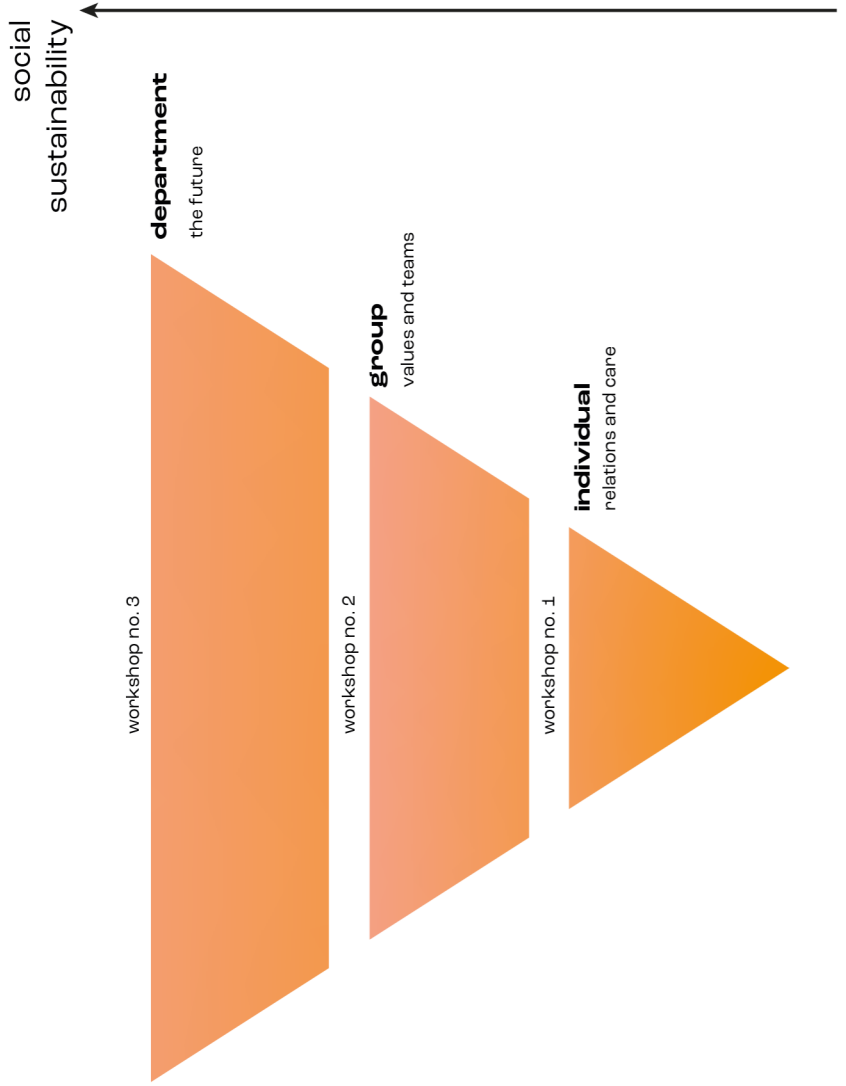 social
sustainability
workshop no. 3
department
the future
workshop no. 2
group
values and teams
workshop no. 1
individual
relations and care